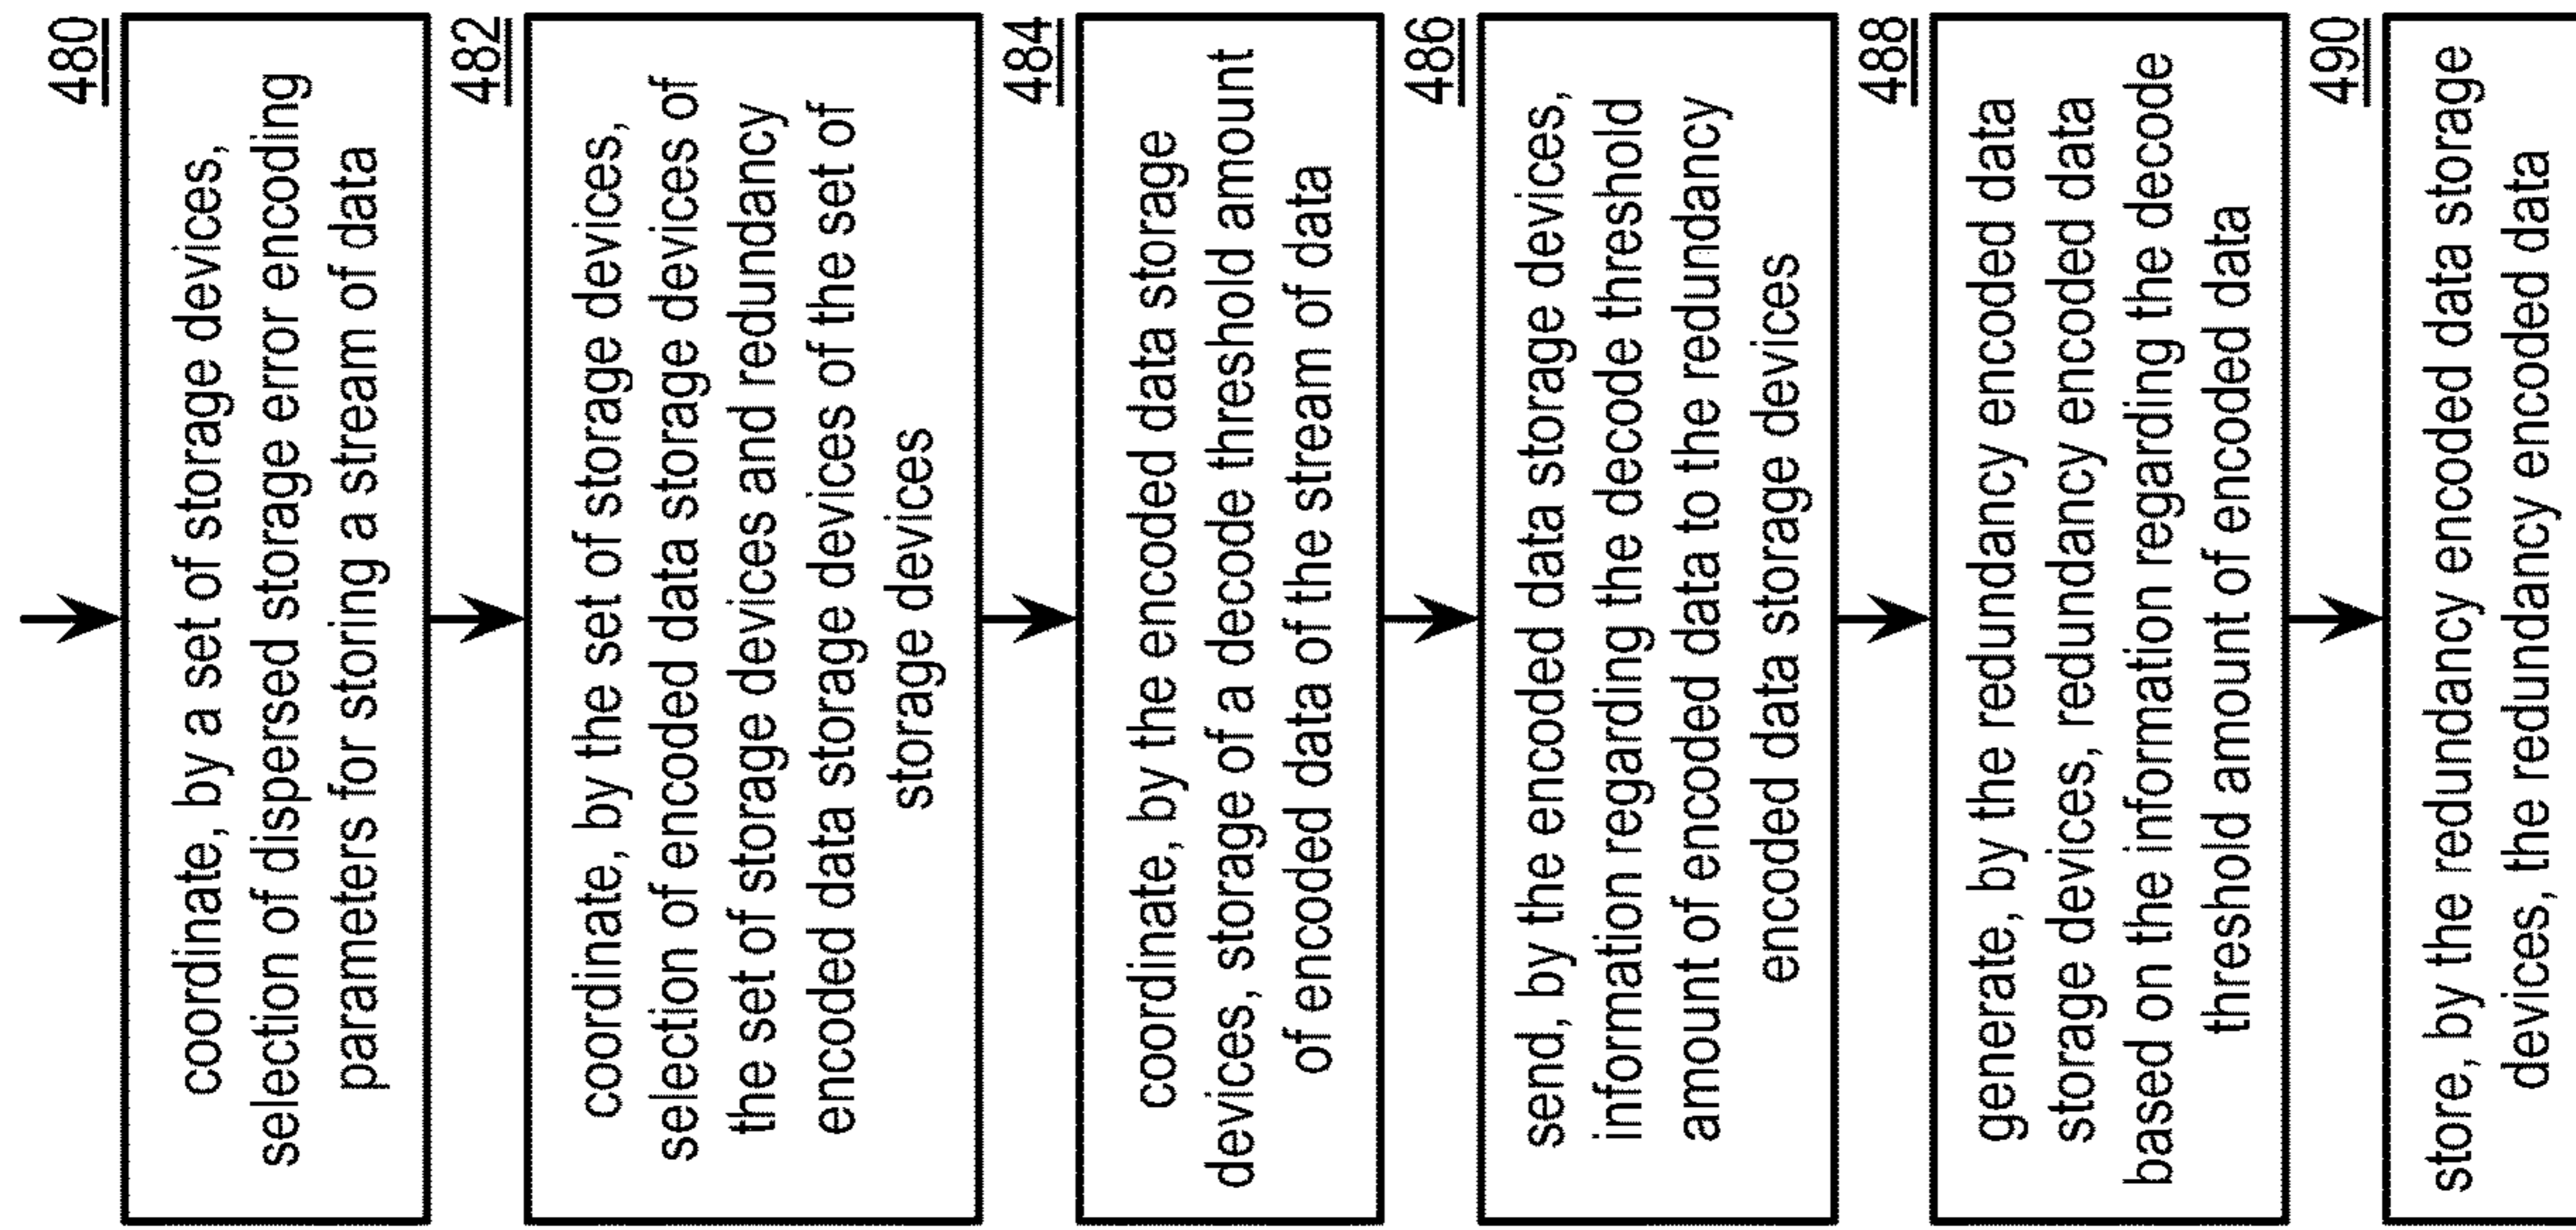 480
coordinate, by a set of storage devices,
selection of dispersed storage error encoding
parameters for storing a stream of data
482
coordinate, by the set of storage devices,
selection of encoded data storage devices of
the set of storage devices and redundancy
encoded data storage devices of the set of
storage devices
484
coordinate, by the encoded data storage
devices, storage of a decode threshold amount
of encoded data of the stream of data
486
send, by the encoded data storage devices,
information regarding the decode threshold
amount of encoded data to the redundancy
encoded data storage devices
488
generate, by the redundancy encoded data
storage devices, redundancy encoded data
based on the information regarding the decode
threshold amount of encoded data
490
store, by the redundancy encoded data storage
devices, the redundancy encoded data